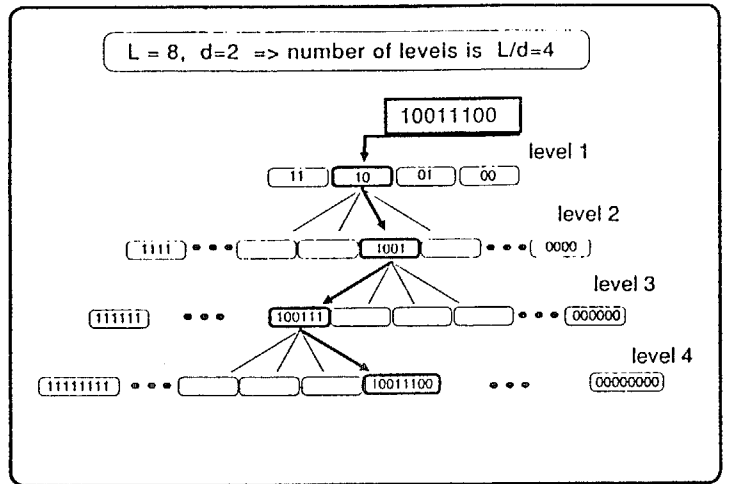 L = 8, d=2 => number of levels is L/d=4
10011100
level 1
11 10 01 00
level 2
1111 1001 0000
level 3
111111 100111 000000
level 4
11111111 10011100 00000000